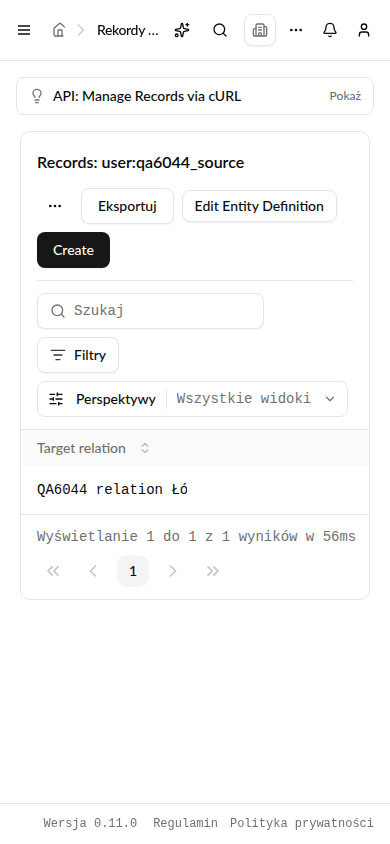 Rekordy ...
API: Manage Records via cURL
Pokaż
Records: user:qa6044_source
Eksportuj
Edit Entity Definition
Create
Szukaj
Filtry
Perspektywy
Wszystkie widoki
Target relation
QA6044 relation Łó
Wyświetlanie 1 do 1 z 1 wyników w 56ms
1
Wersja 0.11.0 Regulamin Polityka prywatności